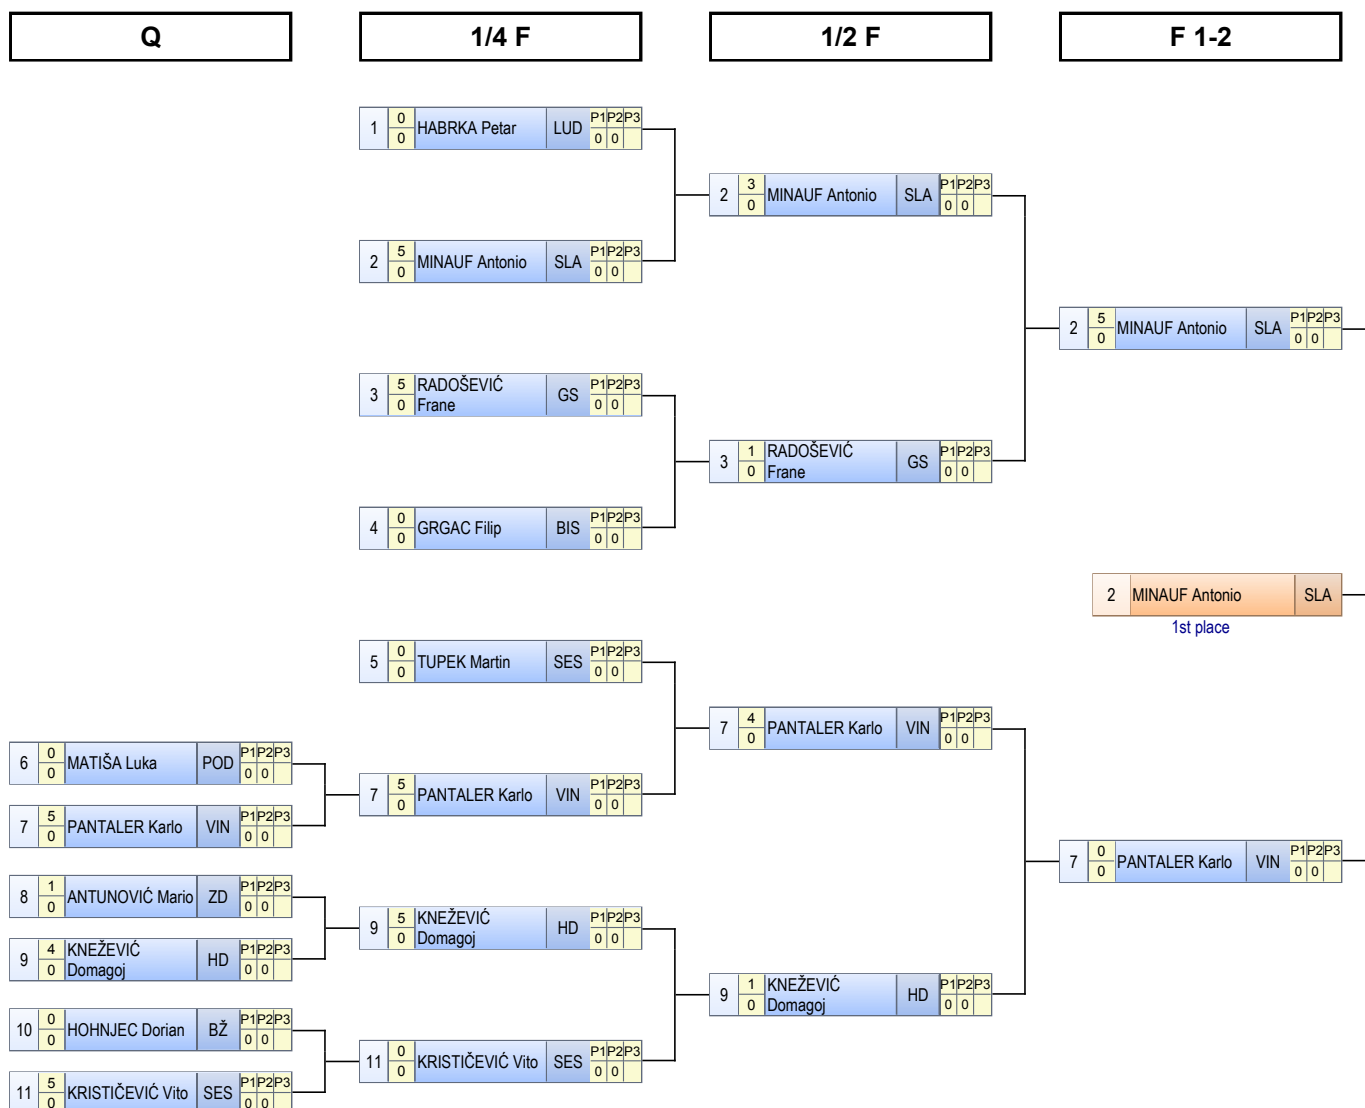 Q 1/4 F 1/2 F F 1-2
1 0 0 HABRKA Petar LUD P1 P2 P3 0 0
2 3 0 MINAUF Antonio SLA P1 P2 P3 0 0
2 5 0 MINAUF Antonio SLA P1 P2 P3 0 0
2 5 0 MINAUF Antonio SLA P1 P2 P3 0 0
3 5 0 RADOŠEVIĆ Frane GS P1 P2 P3 0 0
3 1 0 RADOŠEVIĆ Frane GS P1 P2 P3 0 0
4 0 0 GRGAC Filip BIS P1 P2 P3 0 0
2 MINAUF Antonio SLA
1st place
5 0 0 TUPEK Martin SES P1 P2 P3 0 0
7 4 0 PANTALER Karlo VIN P1 P2 P3 0 0
6 0 0 MATIŠA Luka POD P1 P2 P3 0 0
7 5 0 PANTALER Karlo VIN P1 P2 P3 0 0
7 5 0 PANTALER Karlo VIN P1 P2 P3 0 0
7 0 0 PANTALER Karlo VIN P1 P2 P3 0 0
8 1 0 ANTUNOVIĆ Mario ZD P1 P2 P3 0 0
9 5 0 KNEŽEVIĆ Domagoj HD P1 P2 P3 0 0
9 4 0 KNEŽEVIĆ Domagoj HD P1 P2 P3 0 0
9 1 0 KNEŽEVIĆ Domagoj HD P1 P2 P3 0 0
10 0 0 HOHNJEC Dorian BŽ P1 P2 P3 0 0
11 0 0 KRISTIČEVIĆ Vito SES P1 P2 P3 0 0
11 5 0 KRISTIČEVIĆ Vito SES P1 P2 P3 0 0